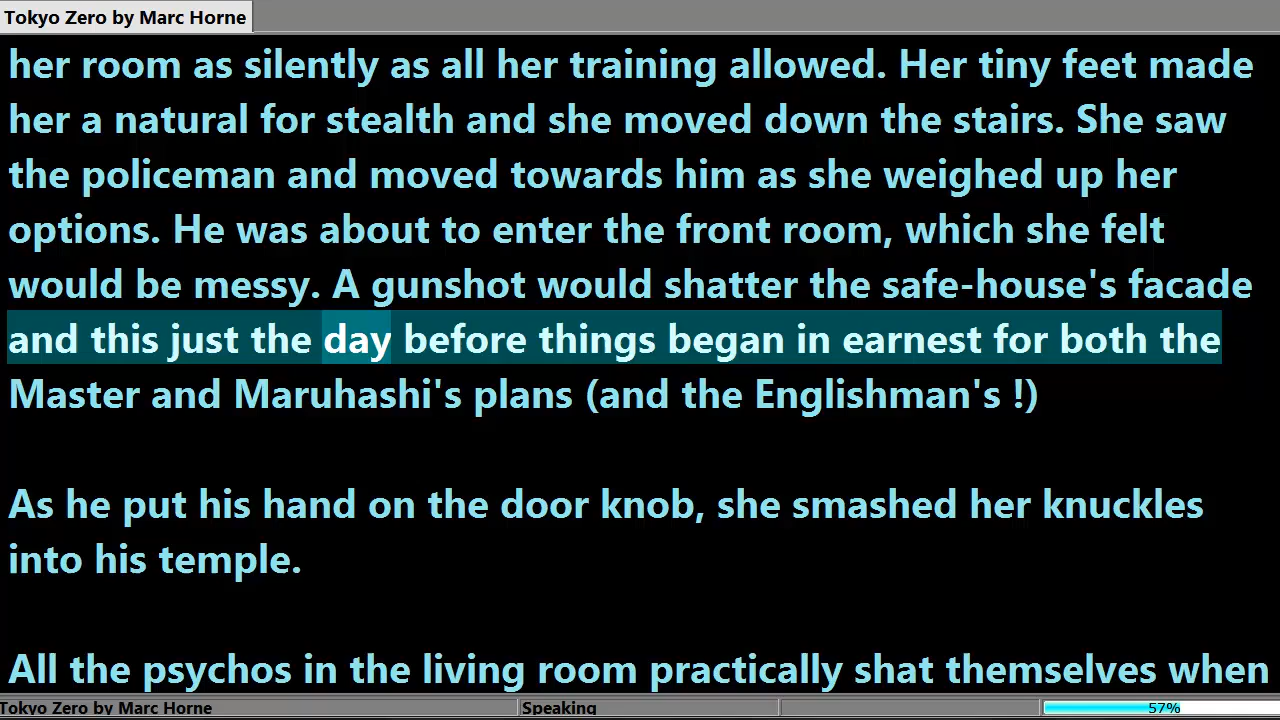 Tokyo Zero by Marc Horne
her room as silently as all her training allowed. Her tiny feet made
her a natural for stealth and she moved down the stairs. She saw
the policeman and moved towards him as she weighed up her
options. He was about to enter the front room, which she felt
would be messy. A gunshot would shatter the safe-house's facade
and this just the day before things began in earnest for both the
Master and Maruhashi's plans (and the Englishman's !)
As he put his hand on the door knob, she smashed her knuckles
into his temple.
All the psychos in the living room practically shat themselves when
Tokyo Zero by Marc Horne
Speaking
57%